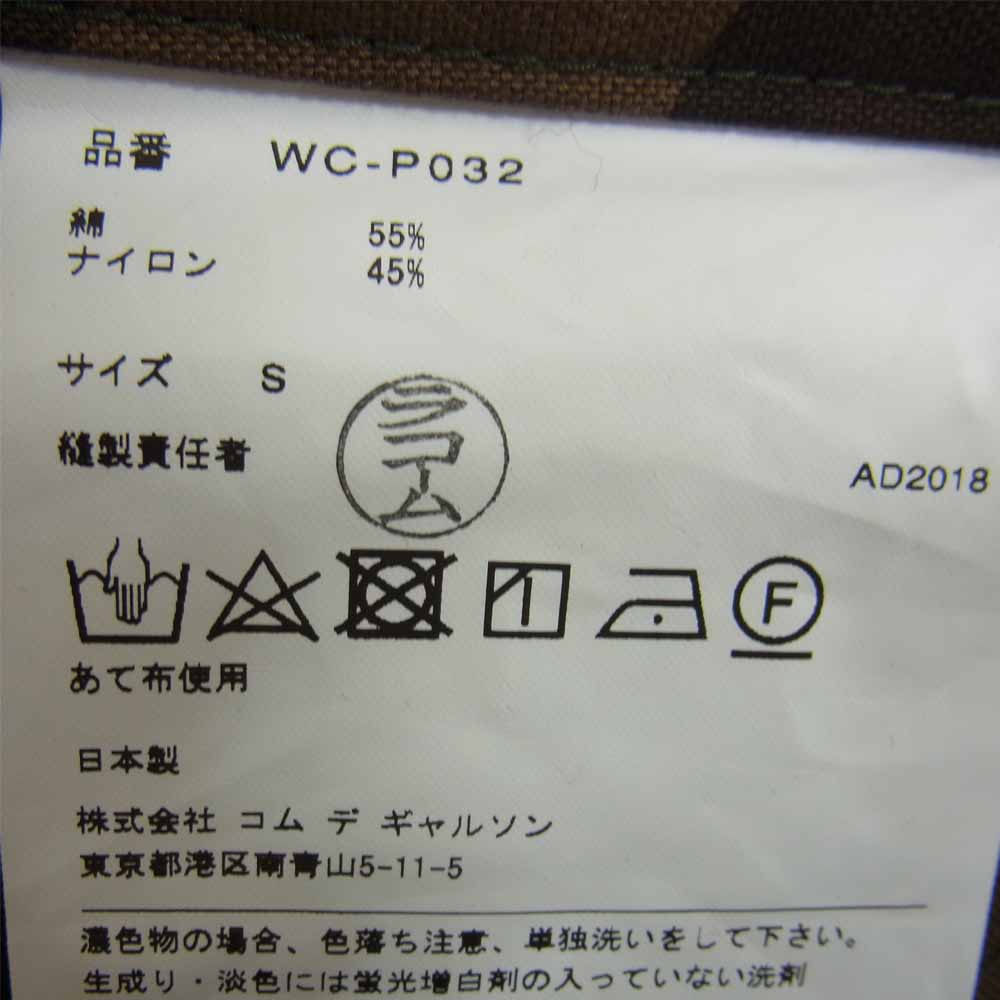 品番 WC-P032
綿 55%
ナイロン 45%
サイズ S
縫製責任者
ラコム
AD2018
F
あて布使用
日本製
株式会社 コム デ ギャルソン
東京都港区南青山5-11-5
濃色物の場合、色落ち注意、単独洗いをして下さい。
生成り・淡色には蛍光増白剤の入っていない洗剤